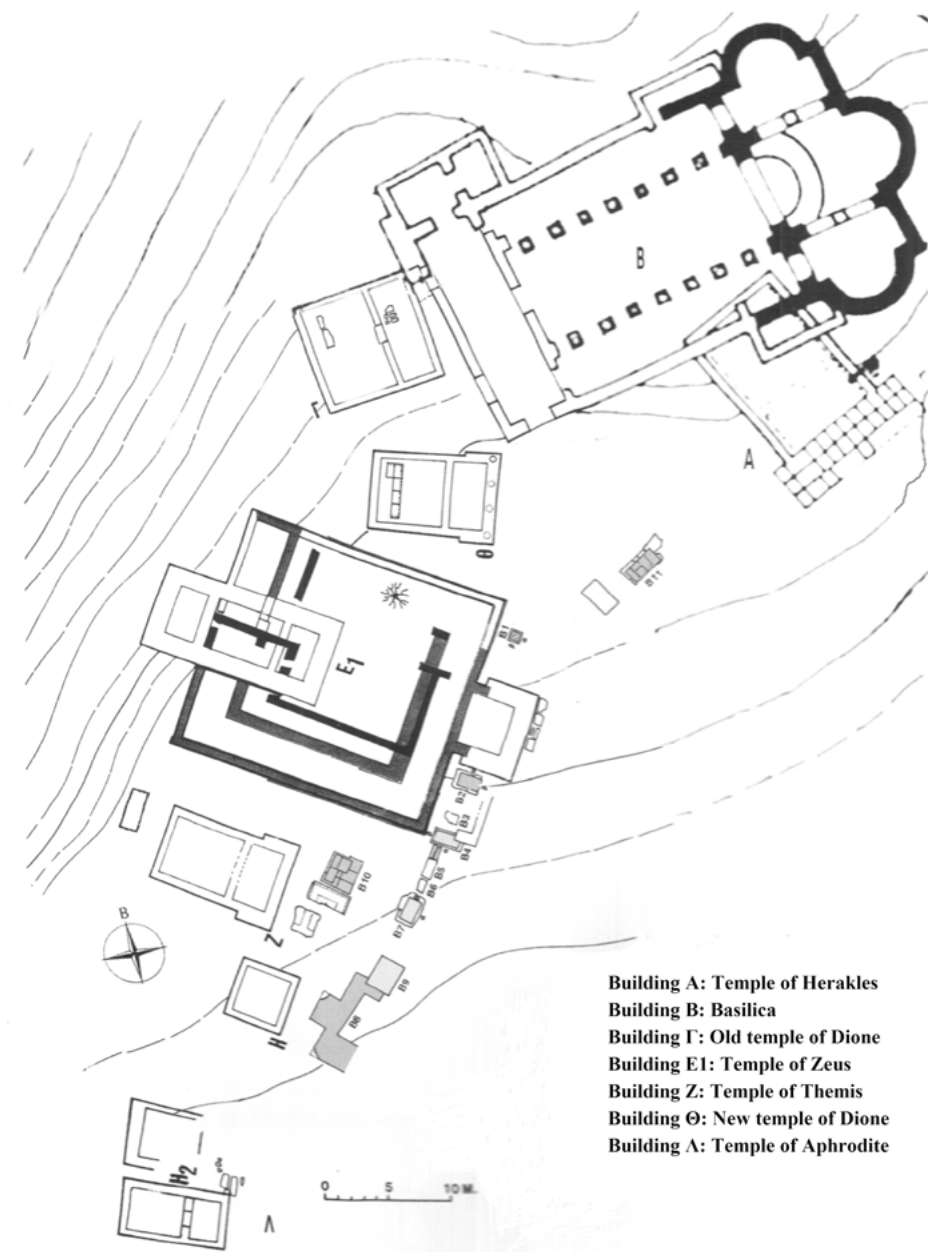 B
A
Γ
Θ
B11
B1
E1
B2
B3
B4
B5
B6
B7
B10
Z
B
B9
B8
H
H2
Λ
0 5 10 M.
Building A: Temple of Herakles
Building B: Basilica
Building Γ: Old temple of Dione
Building E1: Temple of Zeus
Building Z: Temple of Themis
Building Θ: New temple of Dione
Building Λ: Temple of Aphrodite